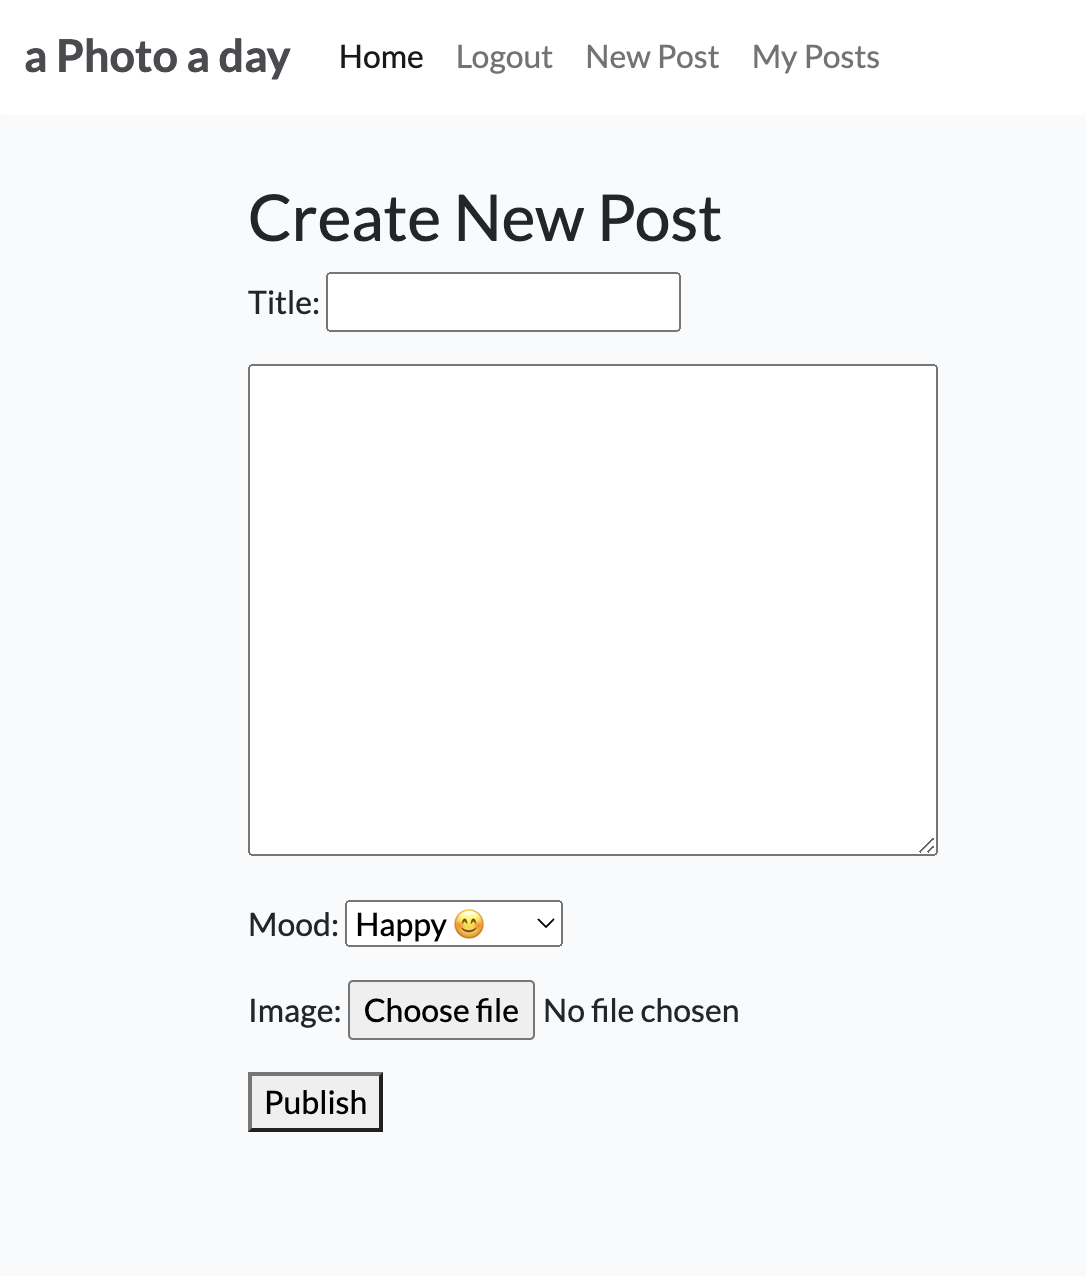 a Photo a day Home Logout New Post My Posts
Create New Post
Title:
Mood: Happy 😊
Image: Choose file No file chosen
Publish